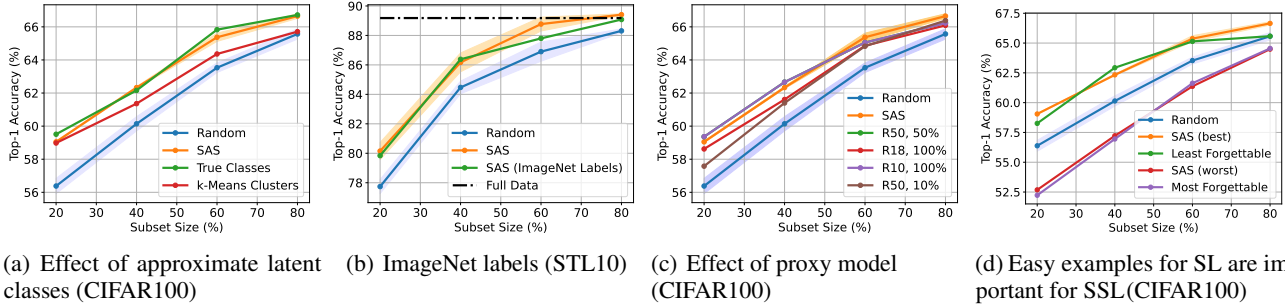 66
64
62
60
58
56
Top-1 Accuracy (%)
20 30 40 50 60 70 80
Subset Size (%)
Random
SAS
True Classes
k-Means Clusters
90
88
86
84
82
80
78
Top-1 Accuracy (%)
20 30 40 50 60 70 80
Subset Size (%)
Random
SAS
SAS (ImageNet Labels)
Full Data
66
64
62
60
58
56
Top-1 Accuracy (%)
20 30 40 50 60 70 80
Subset Size (%)
Random
SAS
R50, 50%
R18, 100%
R10, 100%
R50, 10%
67.5
65.0
62.5
60.0
57.5
55.0
52.5
Top-1 Accuracy (%)
20 30 40 50 60 70 80
Subset Size (%)
Random
SAS (best)
Least Forgettable
SAS (worst)
Most Forgettable
(a) Effect of approximate latent
classes (CIFAR100)
(b) ImageNet labels (STL10)
(c) Effect of proxy model
(CIFAR100)
(d) Easy examples for SL are im
portant for SSL(CIFAR100)